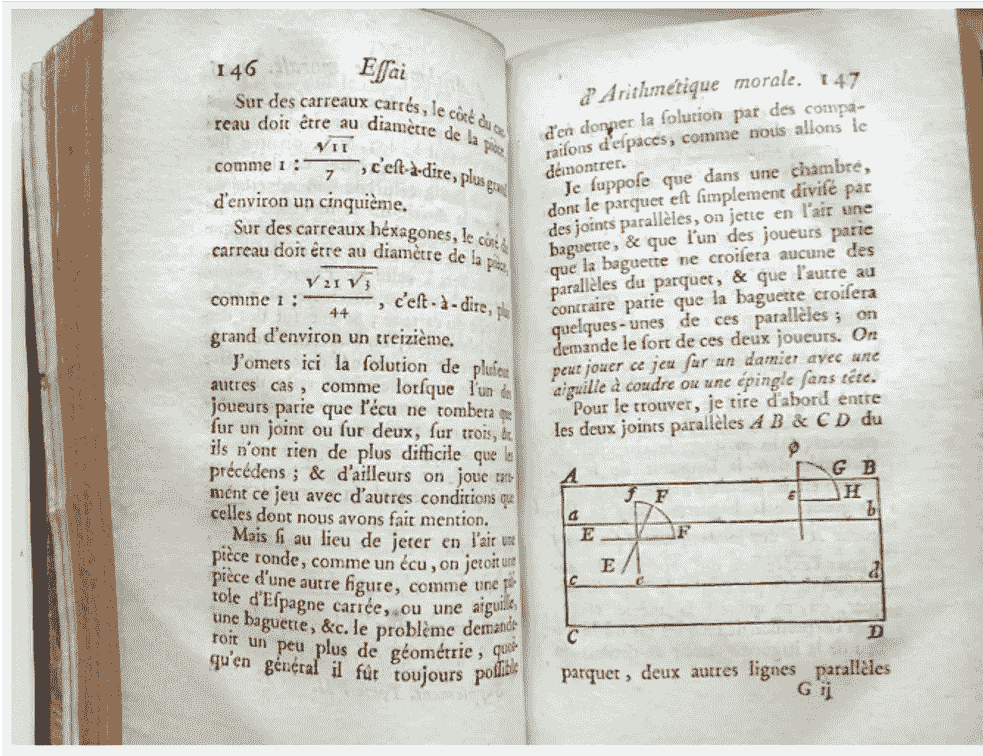 146 Eſſai
Sur des carreaux carrés, le côté du car-
reau doit être au diamètre de la pièce,
comme 1 : √11 / 7 , c'eſt-à-dire, plus grand
d'environ un cinquième.
Sur des carreaux héxagones, le côté du
carreau doit être au diamètre de la pièce,
comme 1 : √21 √3 / 44 , c'eſt-à-dire, plus
grand d'environ un treizième.
J'omets ici la ſolution de pluſieurs
autres cas, comme lorſque l'un des
joueurs parie que l'écu ne tombera que
ſur un joint ou ſur deux, ſur trois, &c.
ils n'ont rien de plus difficile que les
précédens ; & d'ailleurs on joue rare-
ment ce jeu avec d'autres conditions que
celles dont nous avons fait mention.
Mais ſi au lieu de jeter en l'air une
pièce ronde, comme un écu, on jetoit une
pièce d'une autre figure, comme une piſ-
tole d'Eſpagne carrée, ou une aiguille,
une baguette, &c. le problème demande-
roit un peu plus de géométrie, quoi-
qu'en général il fût toujours poſſible
d'Arithmétique morale. 147
d'en donner la ſolution par des compa-
raiſons d'eſpaces, comme nous allons le
démontrer.
Je ſuppoſe que dans une chambre,
dont le parquet eſt ſimplement diviſé par
des joints parallèles, on jette en l'air une
baguette, & que l'un des joueurs parie
que la baguette ne croiſera aucune des
parallèles du parquet, & que l'autre au
contraire parie que la baguette croiſera
quelques-unes de ces parallèles ; on
demande le ſort de ces deux joueurs. On
peut jouer ce jeu ſur un damier avec une
aiguille à coudre ou une épingle ſans tête.
Pour le trouver, je tire d'abord entre
les deux joints parallèles A B & C D du
φ
A f F G B
a ε H b
E F
E e
c d
C D
parquet, deux autres lignes parallèles
G ij